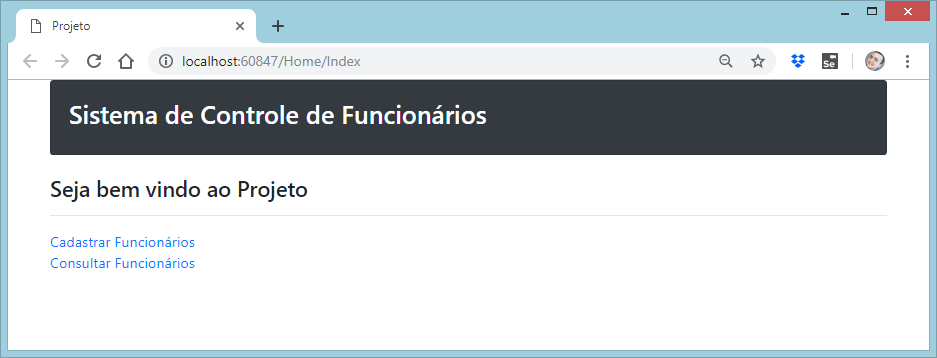 Projeto
localhost:60847/Home/Index
Se
Sistema de Controle de Funcionários
Seja bem vindo ao Projeto
Cadastrar Funcionários
Consultar Funcionários